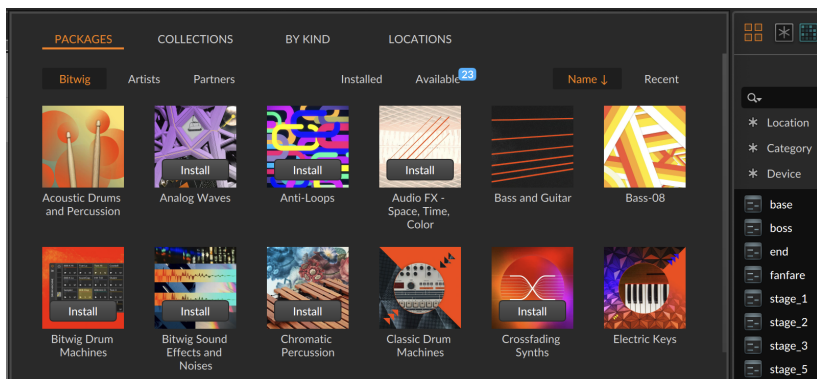 PACKAGES COLLECTIONS BY KIND LOCATIONS
Bitwig Artists Partners Installed Available 23 Name ↓ Recent
Install Install Install
Acoustic Drums and Percussion
Analog Waves
Anti-Loops
Audio FX - Space, Time, Color
Bass and Guitar
Bass-08
Install Install Install Install
Bitwig Drum Machines
Bitwig Sound Effects and Noises
Chromatic Percussion
Classic Drum Machines
Crossfading Synths
Electric Keys
Location
Category
Device
base
boss
end
fanfare
stage_1
stage_2
stage_3
stage_5